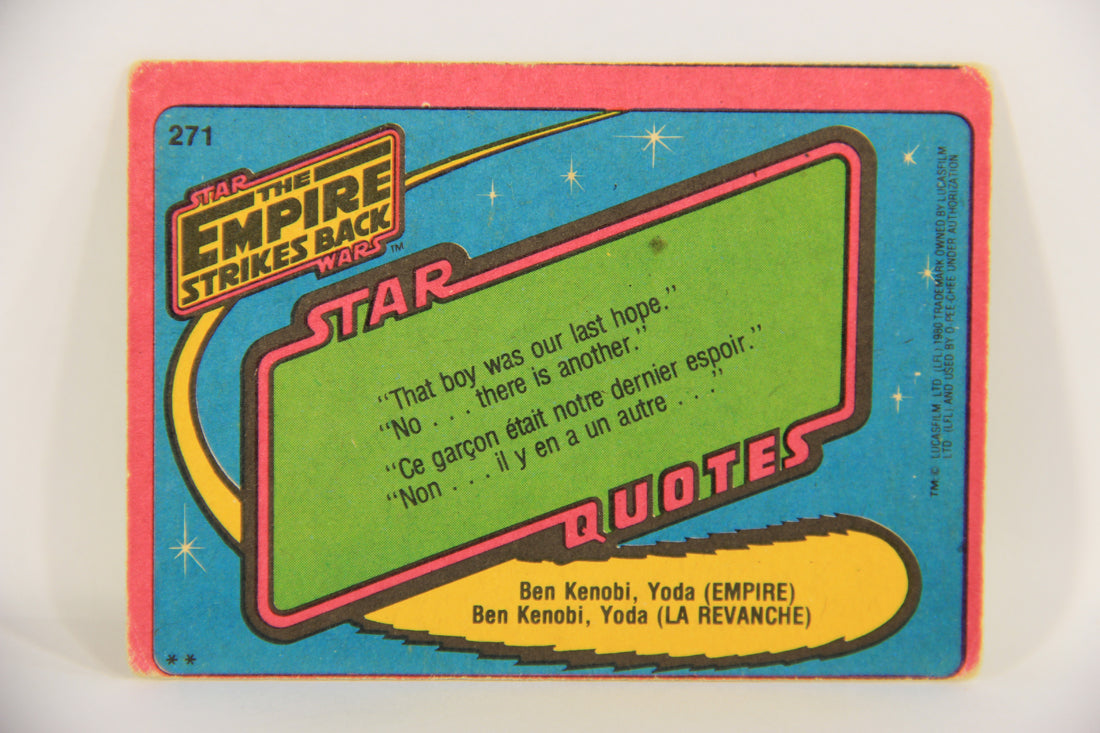 271
STAR
THE
EMPIRE
STRIKES BACK
WARS™
STAR
"That boy was our last hope."
"No . . . there is another."
"Ce garçon était notre dernier espoir."
"Non . . . il y en a un autre . . ."
QUOTES
Ben Kenobi, Yoda (EMPIRE)
Ben Kenobi, Yoda (LA REVANCHE)
**
TM: © LUCASFILM LTD (LFL) 1980 TRADEMARK OWNED BY LUCASFILM
LTD (LFL) AND USED BY O-PEE-CHEE UNDER AUTHORIZATION